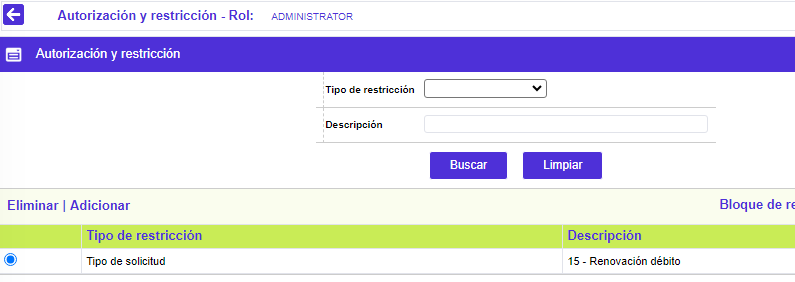 Autorización y restricción - Rol: ADMINISTRATOR
Autorización y restricción
Tipo de restricción
Descripción
Buscar Limpiar
Eliminar | Adicionar Bloque de re
Tipo de restricción Descripción
Tipo de solicitud 15 - Renovación débito